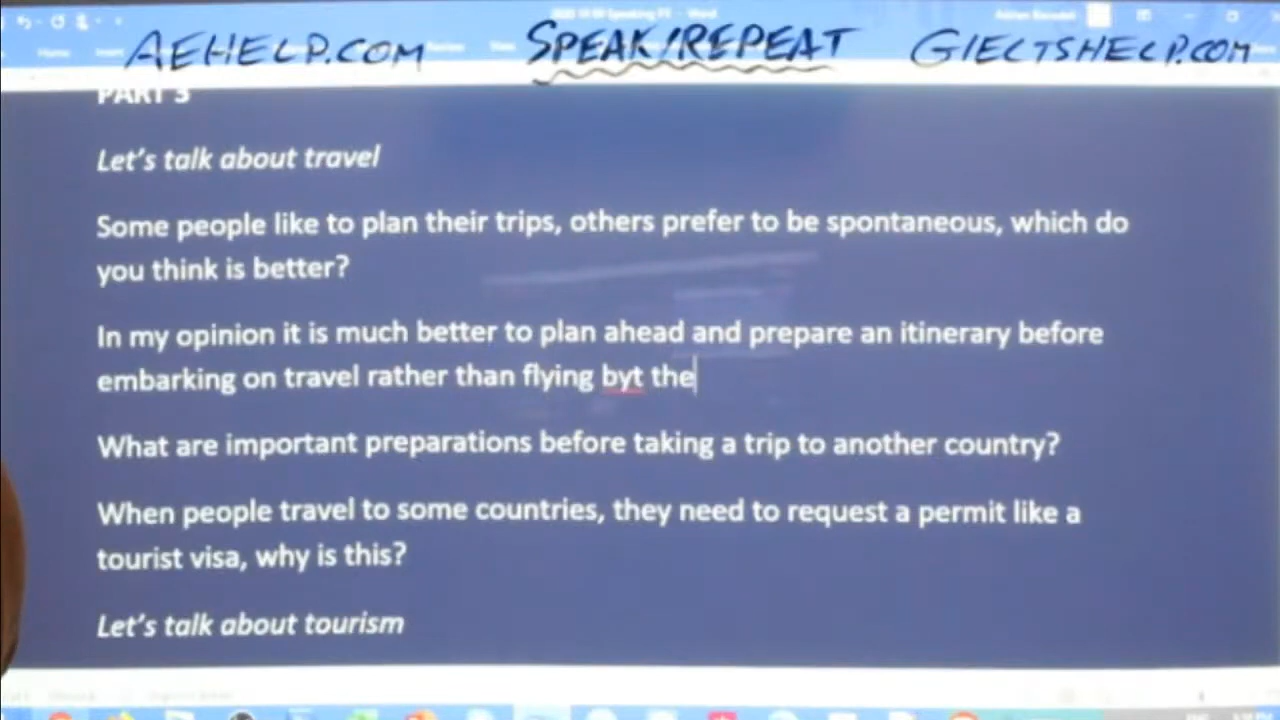 AEHELP.COM SPEAK/REPEAT GIELTSHELP.COM
PART 3
Let's talk about travel
Some people like to plan their trips, others prefer to be spontaneous, which do
you think is better?
In my opinion it is much better to plan ahead and prepare an itinerary before
embarking on travel rather than flying byt the
What are important preparations before taking a trip to another country?
When people travel to some countries, they need to request a permit like a
tourist visa, why is this?
Let's talk about tourism